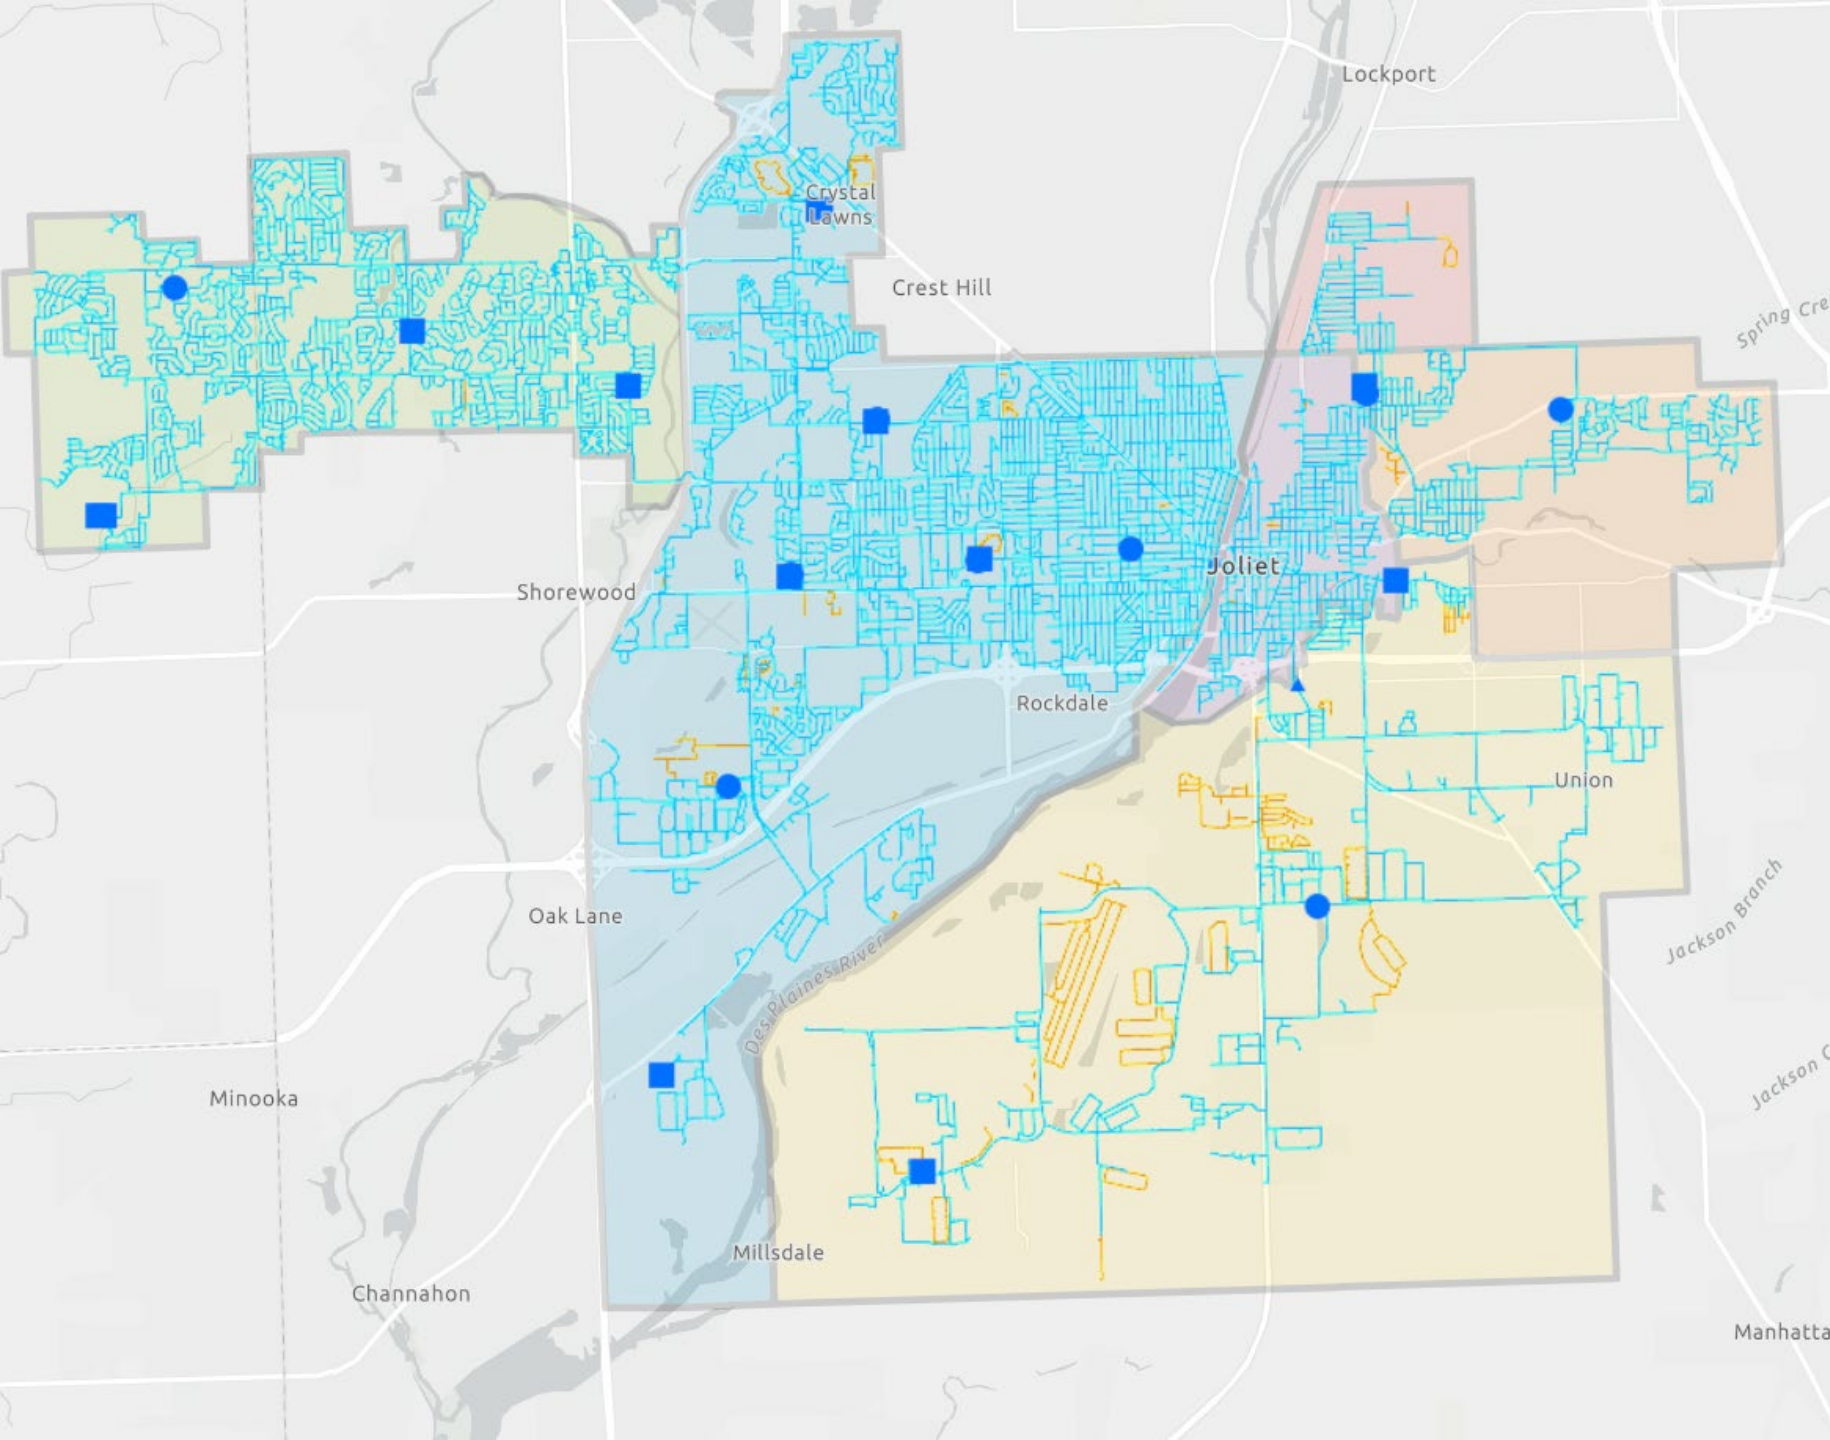 Lockport
Crystal
Lawns
Crest Hill
Spring Cre
Joliet
Shorewood
Rockdale
Union
Oak Lane
Jackson Branch
Des Plaines River
Jackson C
Minooka
Millsdale
Channahon
Manhatta